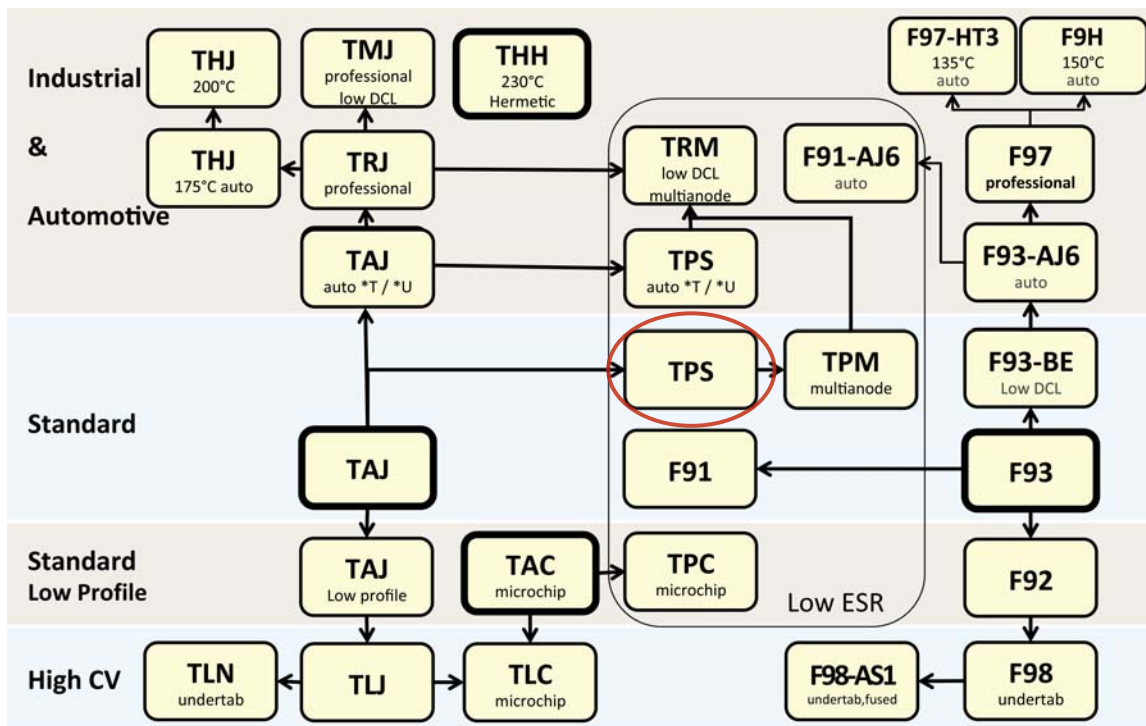 Industrial
&
Automotive
THJ
200°C
TMJ
professional
low DCL
THH
230°C
Hermetic
F97-HT3
135°C
auto
F9H
150°C
auto
THJ
175°C auto
TRJ
professional
TRM
low DCL
multianode
F91-AJ6
auto
F97
professional
TAJ
auto *T / *U
TPS
auto *T / *U
F93-AJ6
auto
Standard
TPS
TPM
multianode
F93-BE
Low DCL
TAJ
F91
F93
Standard
Low Profile
TAJ
Low profile
TAC
microchip
TPC
microchip
Low ESR
F92
High CV
TLN
undertab
TLJ
TLC
microchip
F98-AS1
undertab,fused
F98
undertab